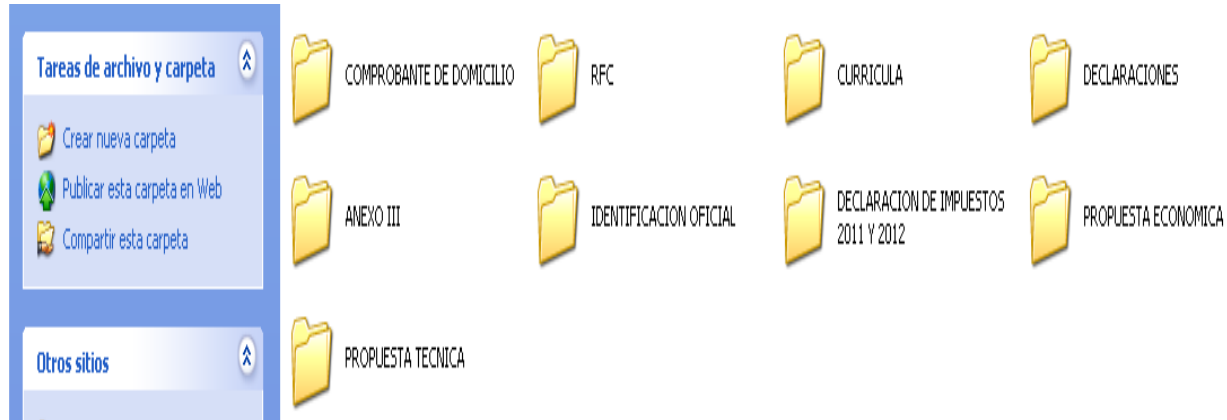 Tareas de archivo y carpeta
Crear nueva carpeta
Publicar esta carpeta en Web
Compartir esta carpeta
Otros sitios
COMPROBANTE DE DOMICILIO
RFC
CURRICULA
DECLARACIONES
ANEXO III
IDENTIFICACION OFICIAL
DECLARACION DE IMPUESTOS
2011 Y 2012
PROPUESTA ECONOMICA
PROPUESTA TECNICA